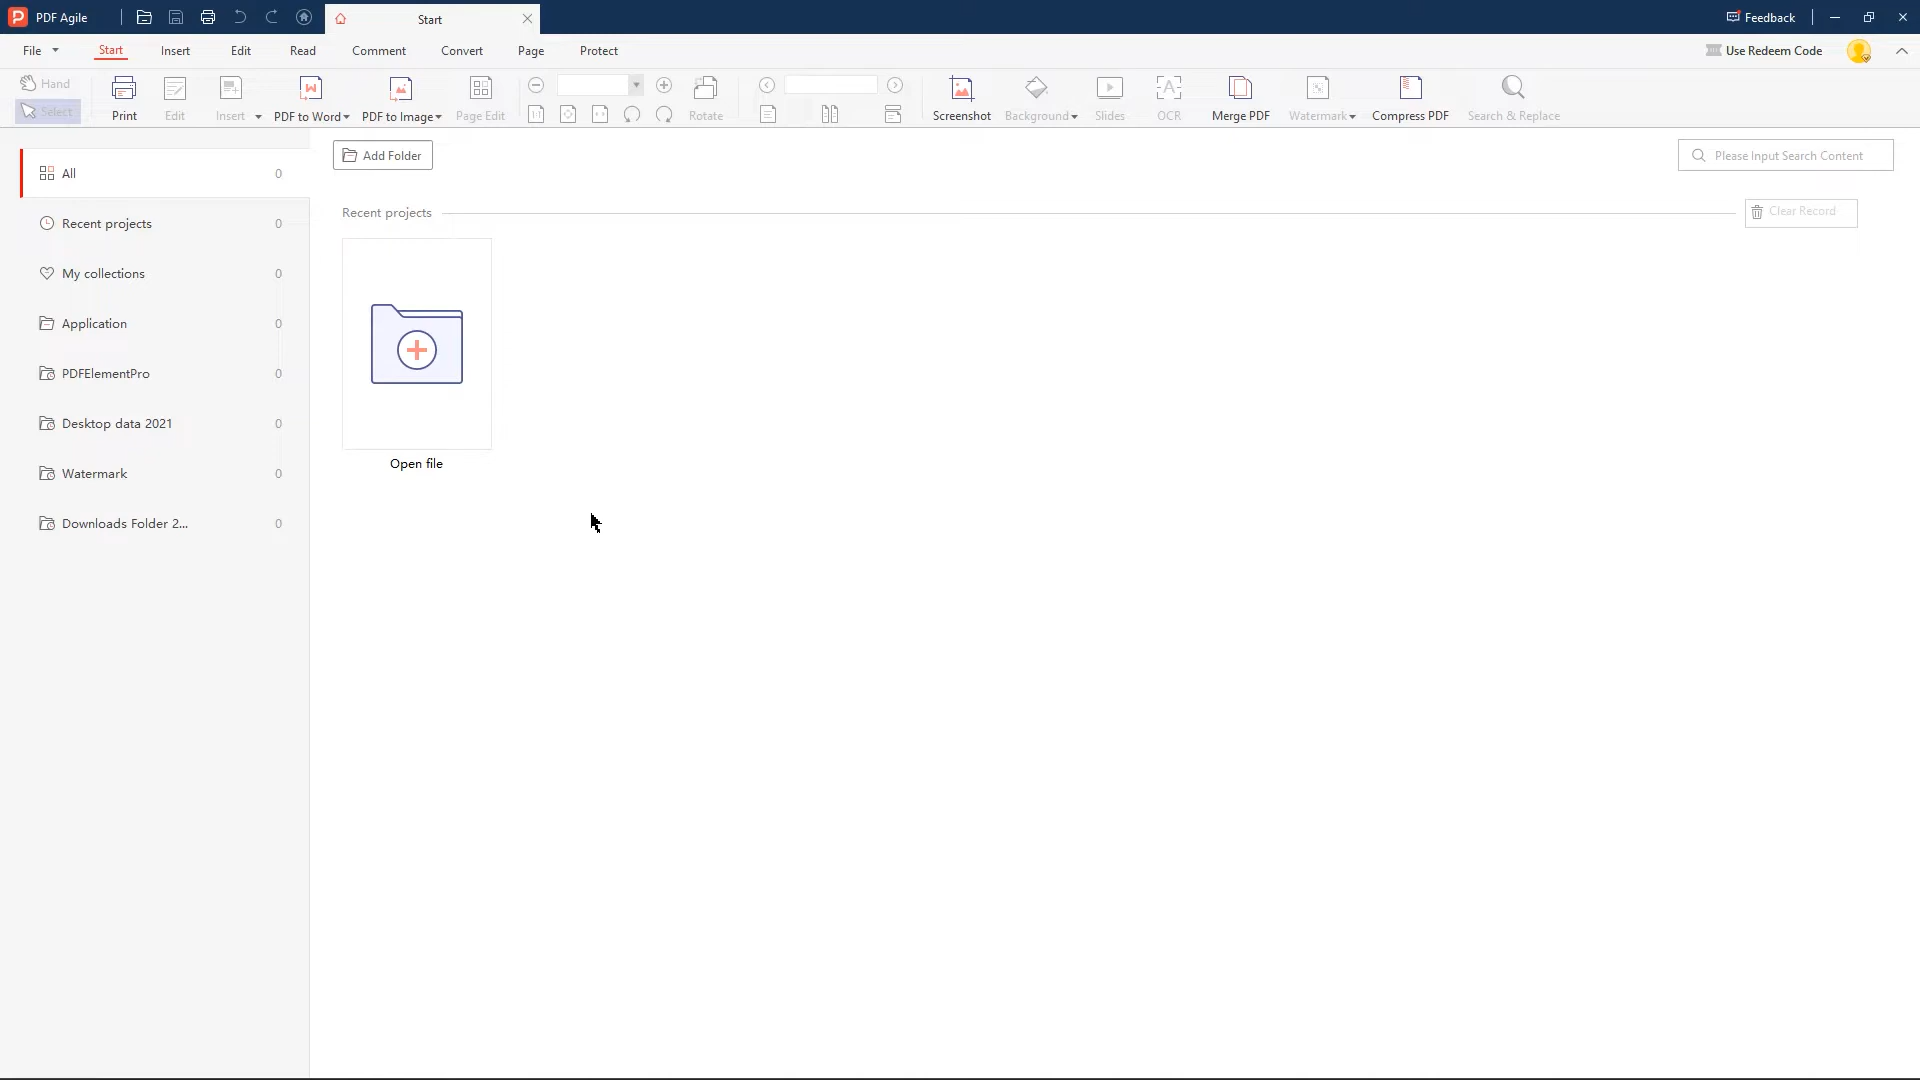 PDF Agile
Start
Feedback
File Start Insert Edit Read Comment Convert Page Protect
Use Redeem Code
Hand
Select
Print
Edit
Insert
PDF to Word
PDF to Image
Page Edit
Rotate
Screenshot
Background
Slides
OCR
Merge PDF
Watermark
Compress PDF
Search & Replace
All 0
Recent projects 0
My collections 0
Application 0
PDFElementPro 0
Desktop data 2021 0
Watermark 0
Downloads Folder 2... 0
Add Folder
Please Input Search Content
Recent projects
Clear Record
Open file